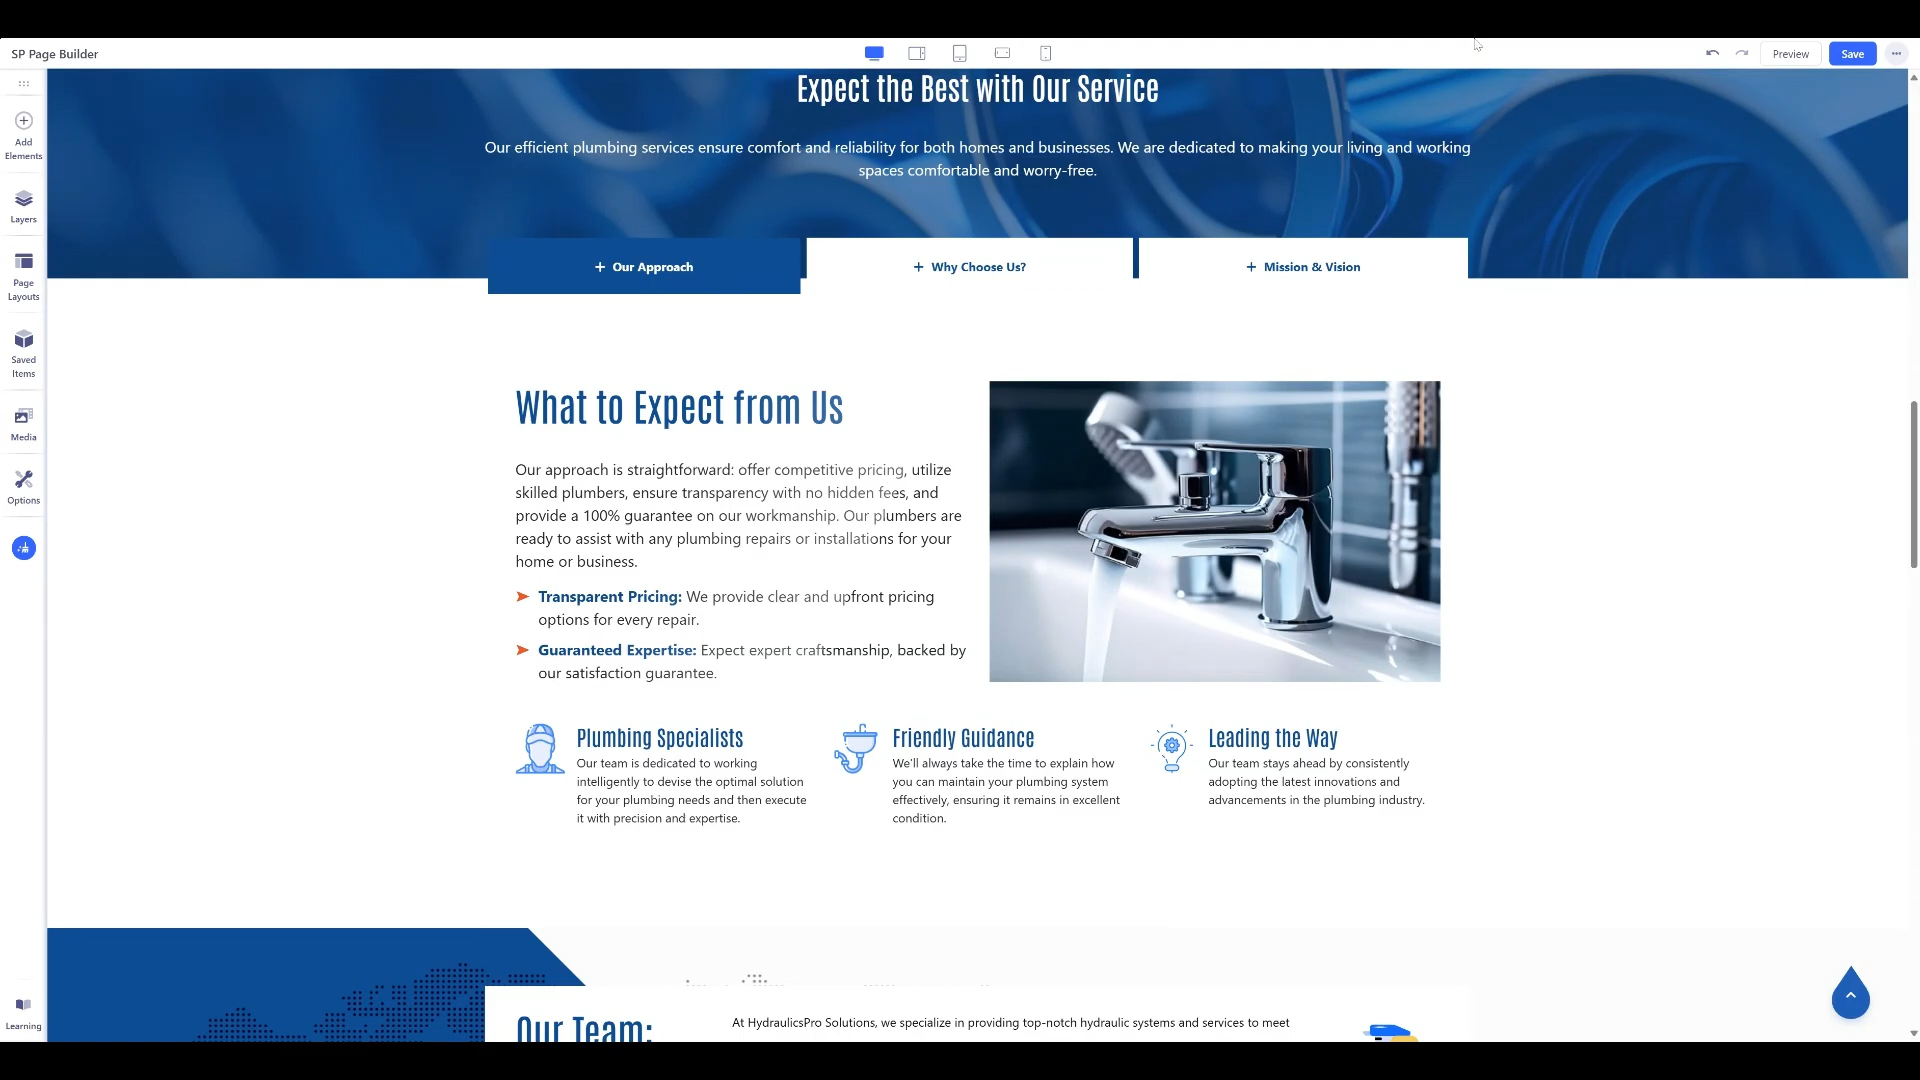 SP Page Builder
Preview
Save
Add
Elements
Layers
Page
Layouts
Saved
Items
Media
Options
Learning
Expect the Best with Our Service
Our efficient plumbing services ensure comfort and reliability for both homes and businesses. We are dedicated to making your living and working
spaces comfortable and worry-free.
+ Our Approach
+ Why Choose Us?
+ Mission & Vision
What to Expect from Us
Our approach is straightforward: offer competitive pricing, utilize
skilled plumbers, ensure transparency with no hidden fees, and
provide a 100% guarantee on our workmanship. Our plumbers are
ready to assist with any plumbing repairs or installations for your
home or business.
Transparent Pricing: We provide clear and upfront pricing
options for every repair.
Guaranteed Expertise: Expect expert craftsmanship, backed by
our satisfaction guarantee.
Plumbing Specialists
Our team is dedicated to working
intelligently to devise the optimal solution
for your plumbing needs and then execute
it with precision and expertise.
Friendly Guidance
We'll always take the time to explain how
you can maintain your plumbing system
effectively, ensuring it remains in excellent
condition.
Leading the Way
Our team stays ahead by consistently
adopting the latest innovations and
advancements in the plumbing industry.
Our Team:
At HydraulicsPro Solutions, we specialize in providing top-notch hydraulic systems and services to meet